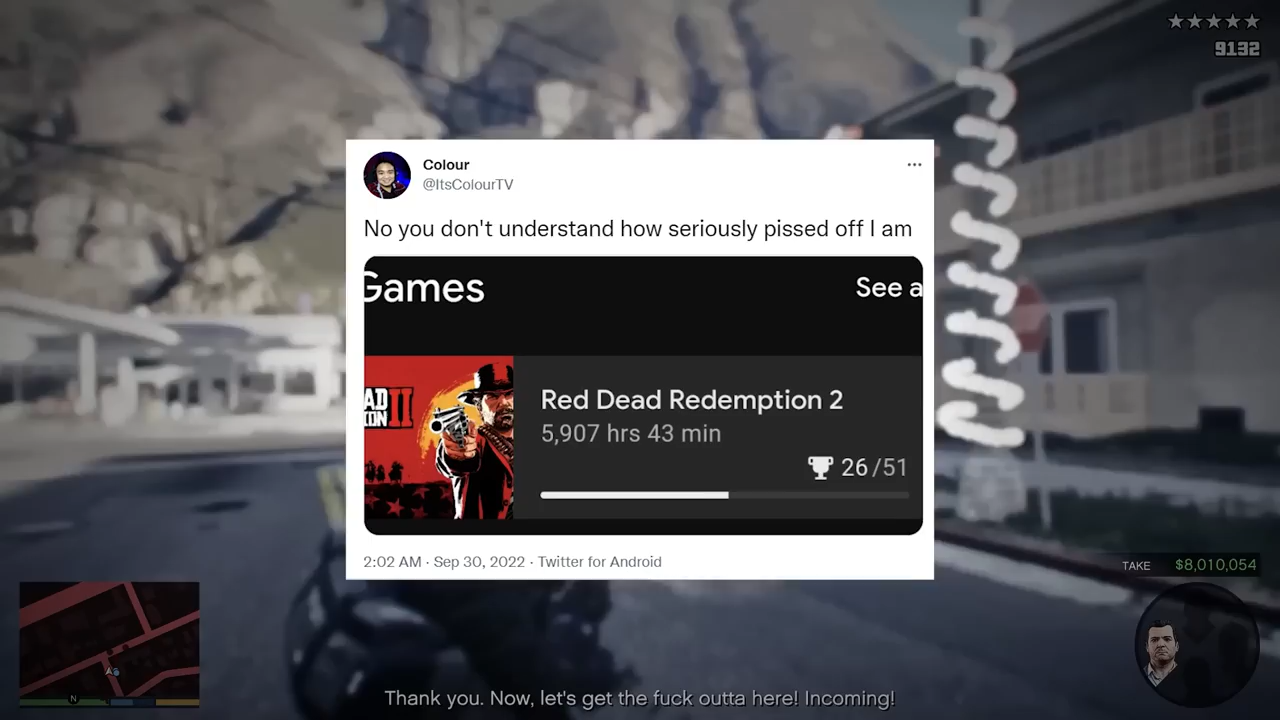 ★★★★★
9132
Colour
@ItsColourTV
No you don't understand how seriously pissed off I am
Games
See a
AD II
ION
Red Dead Redemption 2
5,907 hrs 43 min
26/51
2:02 AM · Sep 30, 2022 · Twitter for Android
TAKE $8,010,054
N
Thank you. Now, let's get the fuck outta here! Incoming!